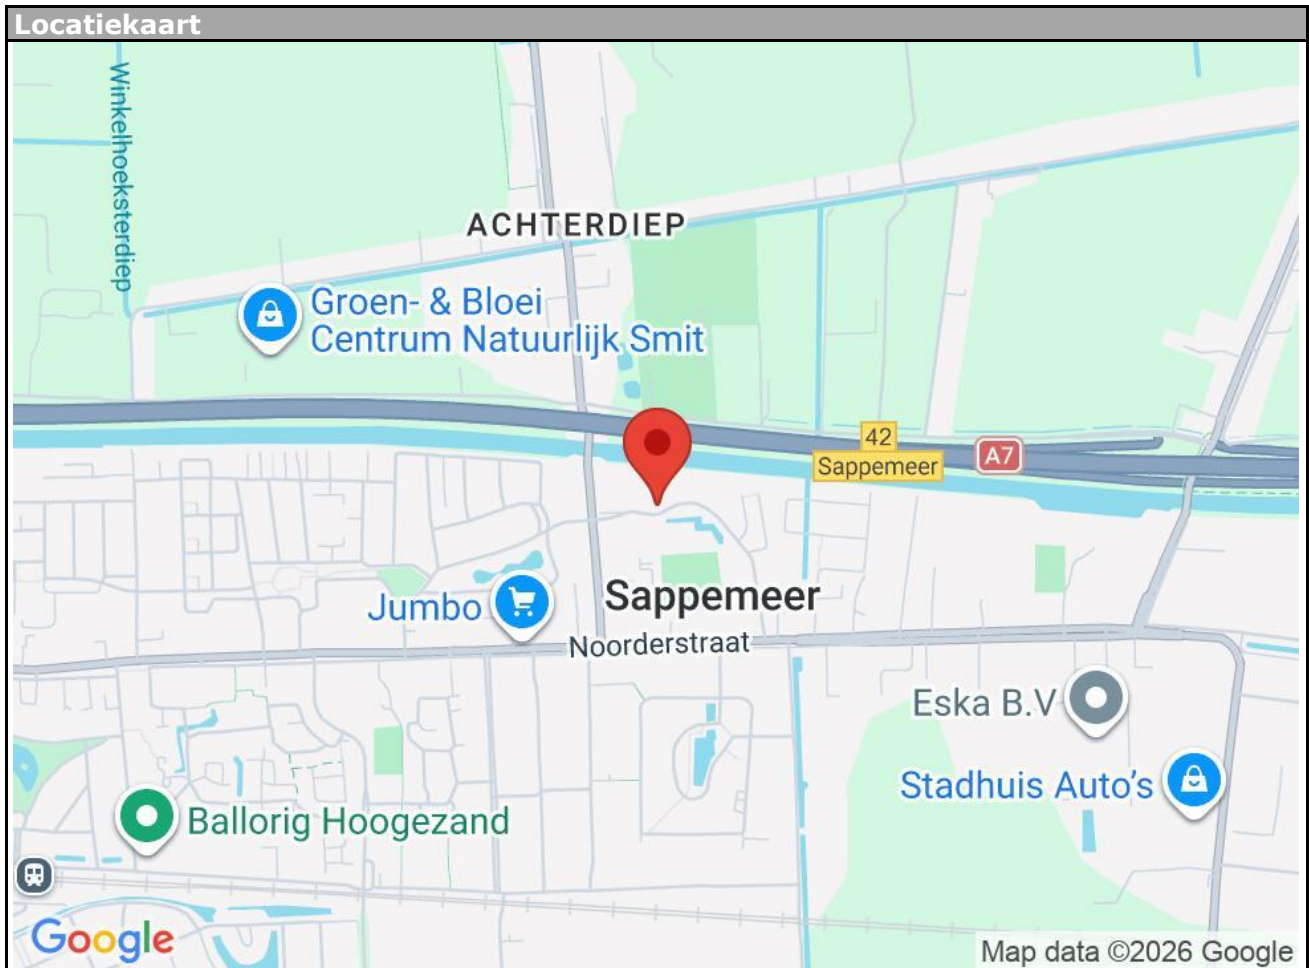 Locatiekaart
Winkelhoeksterdiep
ACHTERDIEP
Groen- & Bloei
Centrum Natuurlijk Smit
42
Sappemeer
A7
Jumbo
Sappemeer
Noorderstraat
Eska B.V
Stadhuis Auto's
Ballorig Hoogezand
Google
Map data ©2026 Google